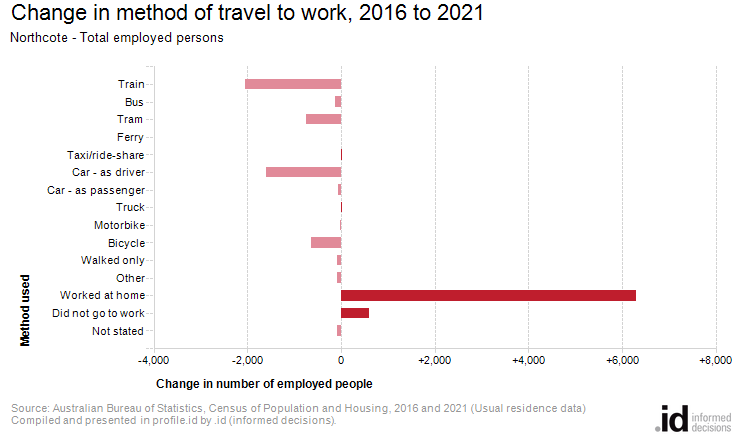 Change in method of travel to work, 2016 to 2021
Northcote - Total employed persons
Train
Bus
Tram
Ferry
Taxi/ride-share
Car - as driver
Car - as passenger
Truck
Motorbike
Bicycle
Walked only
Other
Worked at home
Did not go to work
Not stated
Method used
-4,000 -2,000 0 +2,000 +4,000 +6,000 +8,000
Change in number of employed people
Source: Australian Bureau of Statistics, Census of Population and Housing, 2016 and 2021 (Usual residence data)
Compiled and presented in profile.id by .id (informed decisions).
.id informed
decisions